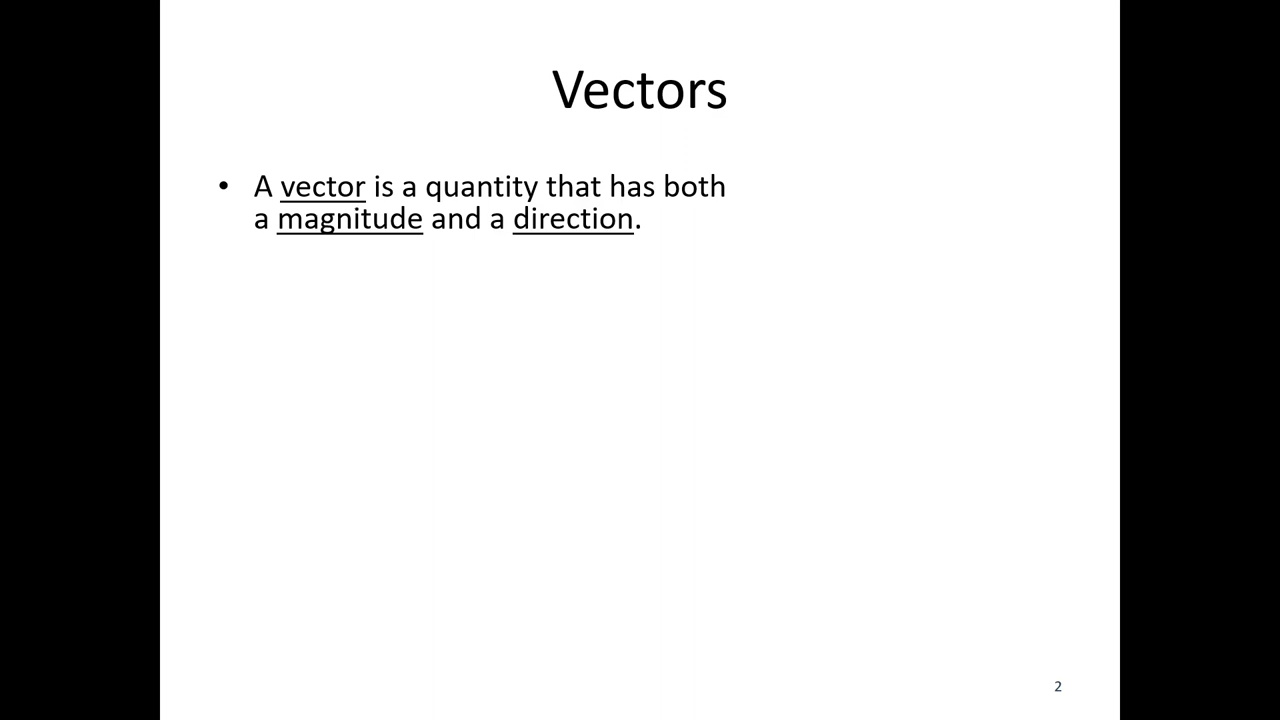 Vectors
• A vector is a quantity that has both
a magnitude and a direction.
2